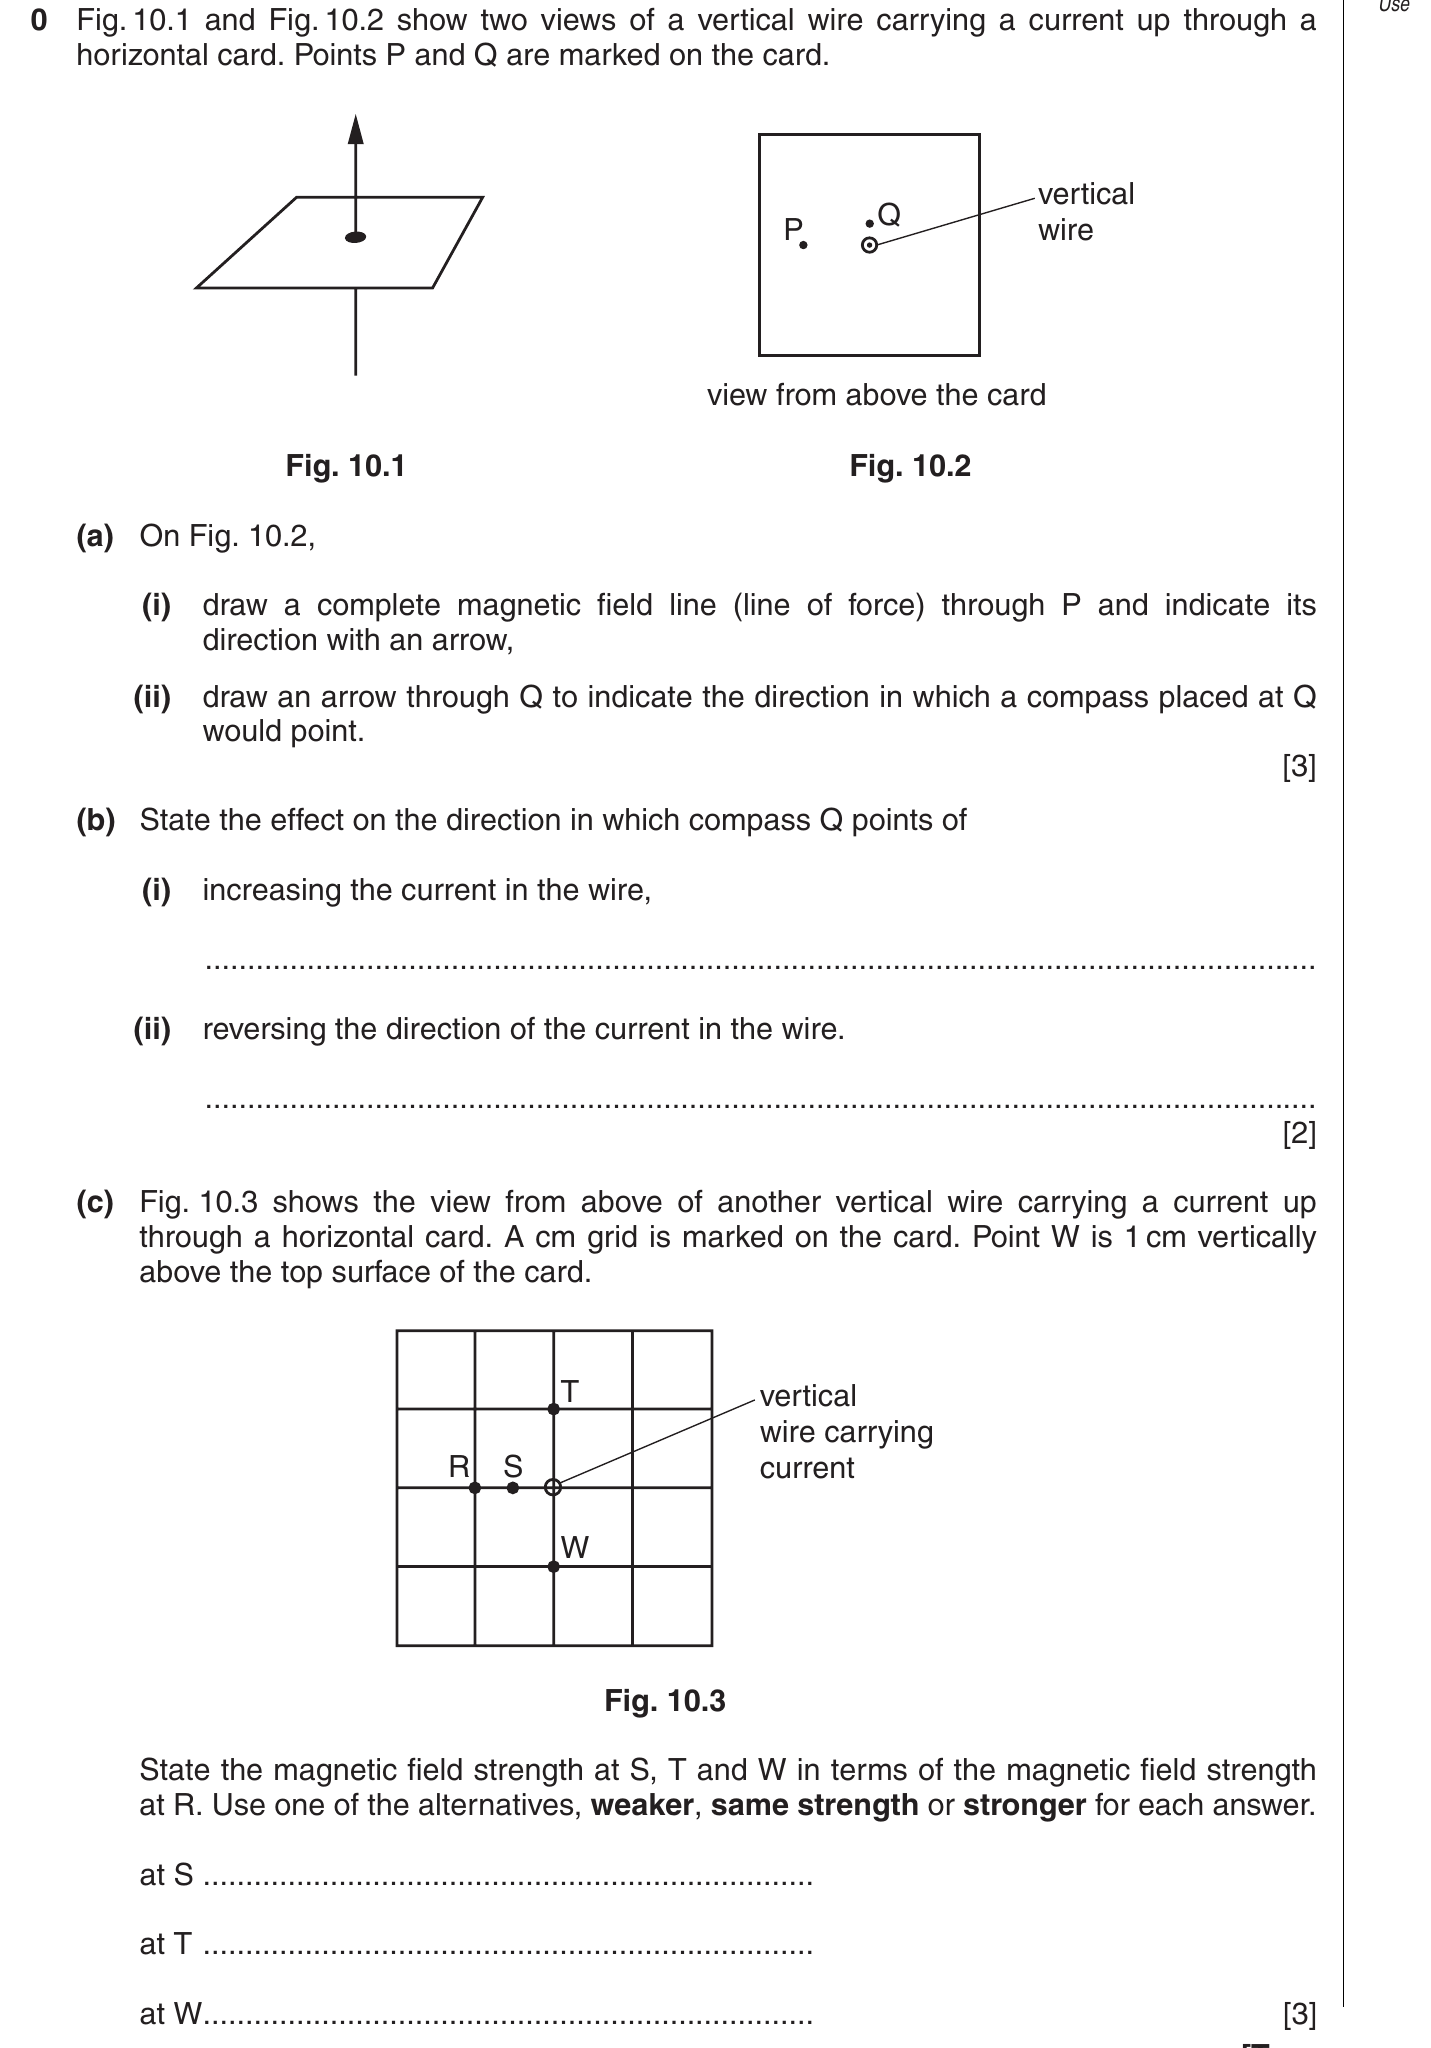 Use
0 Fig. 10.1 and Fig. 10.2 show two views of a vertical wire carrying a current up through a
horizontal card. Points P and Q are marked on the card.
P
Q
vertical
wire
view from above the card
Fig. 10.1
Fig. 10.2
(a) On Fig. 10.2,
(i) draw a complete magnetic field line (line of force) through P and indicate its
direction with an arrow,
(ii) draw an arrow through Q to indicate the direction in which a compass placed at Q
would point.
[3]
(b) State the effect on the direction in which compass Q points of
(i) increasing the current in the wire,
(ii) reversing the direction of the current in the wire.
[2]
(c) Fig. 10.3 shows the view from above of another vertical wire carrying a current up
through a horizontal card. A cm grid is marked on the card. Point W is 1 cm vertically
above the top surface of the card.
T
R S
W
vertical
wire carrying
current
Fig. 10.3
State the magnetic field strength at S, T and W in terms of the magnetic field strength
at R. Use one of the alternatives, weaker, same strength or stronger for each answer.
at S
at T
at W
[3]